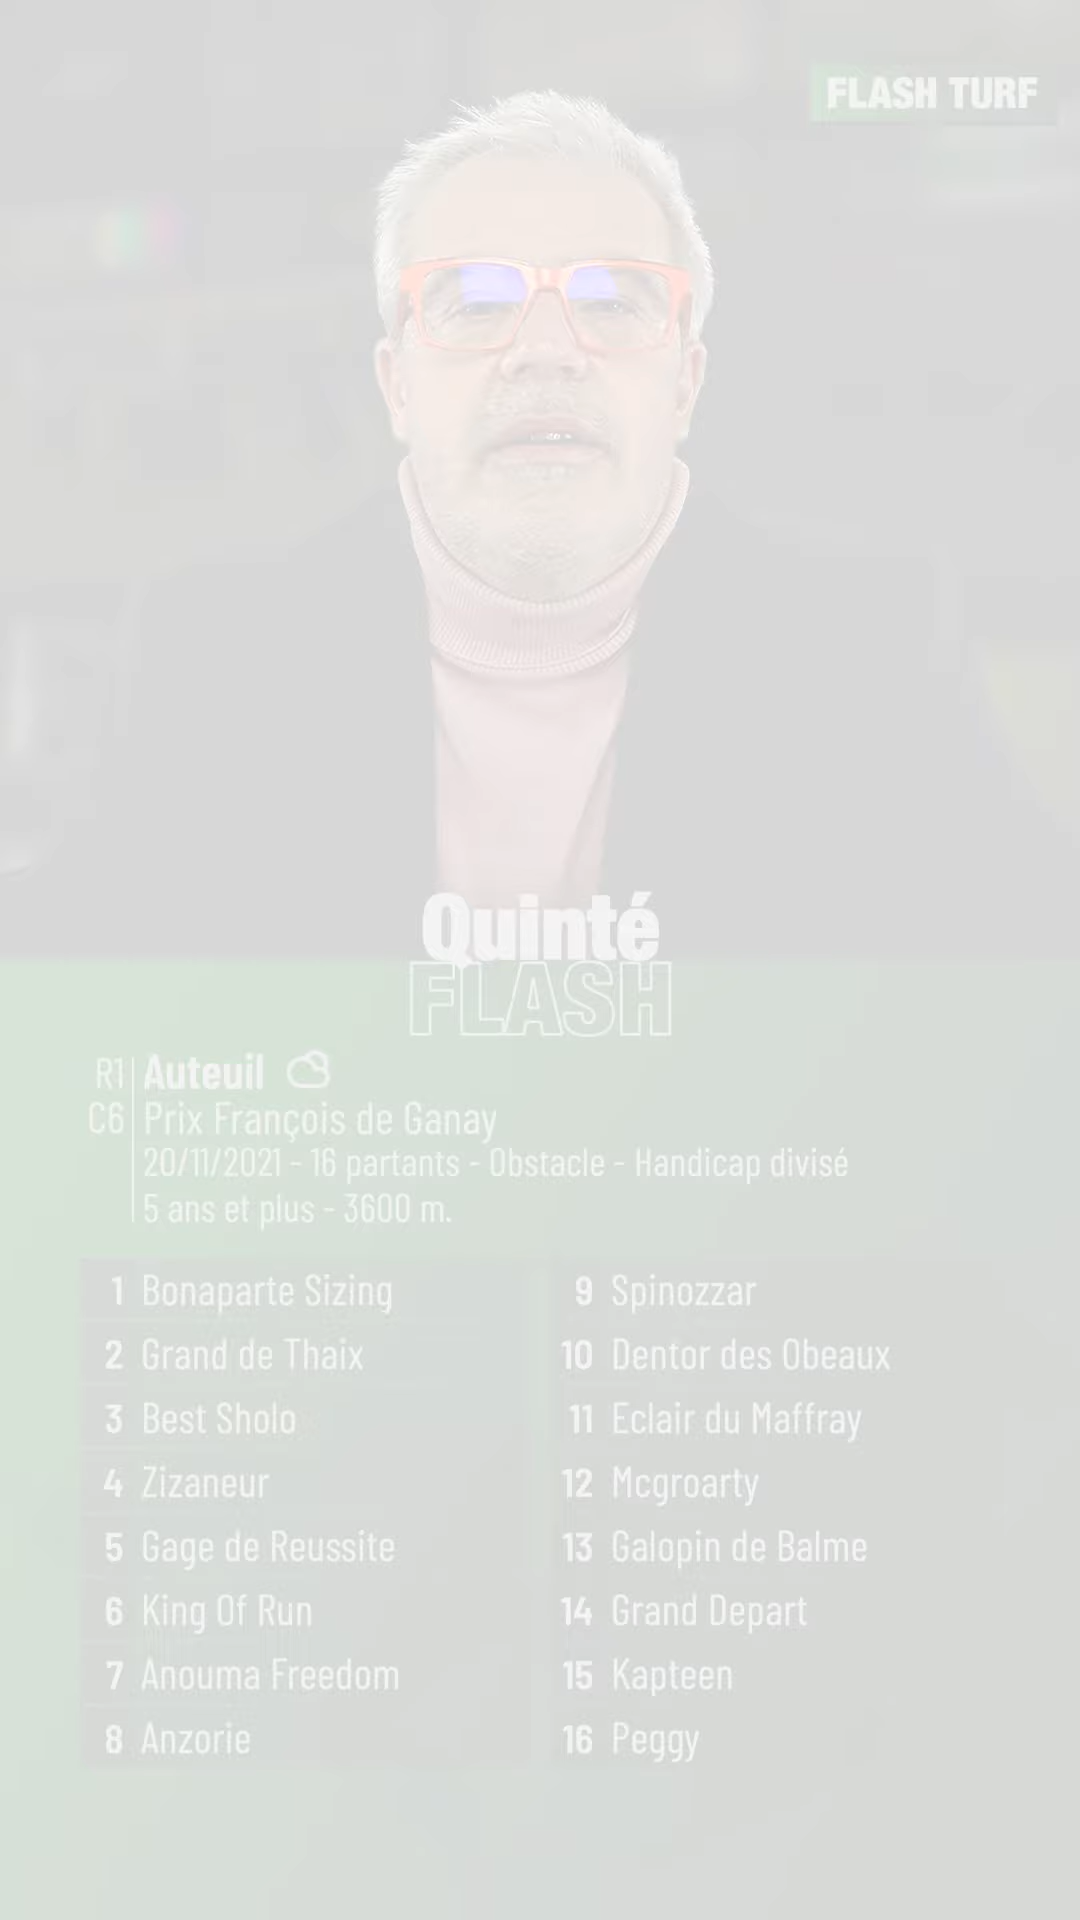 FLASH TURF
Quinté
FLASH
R1 Auteuil
C6 Prix François de Ganay
20/11/2021 - 16 partants - Obstacle - Handicap divisé
5 ans et plus - 3600 m.
1 Bonaparte Sizing
2 Grand de Thaix
3 Best Sholo
4 Zizaneur
5 Gage de Reussite
6 King Of Run
7 Anouma Freedom
8 Anzorie
9 Spinozzar
10 Dentor des Obeaux
11 Eclair du Maffray
12 Mcgroarty
13 Galopin de Balme
14 Grand Depart
15 Kapteen
16 Peggy